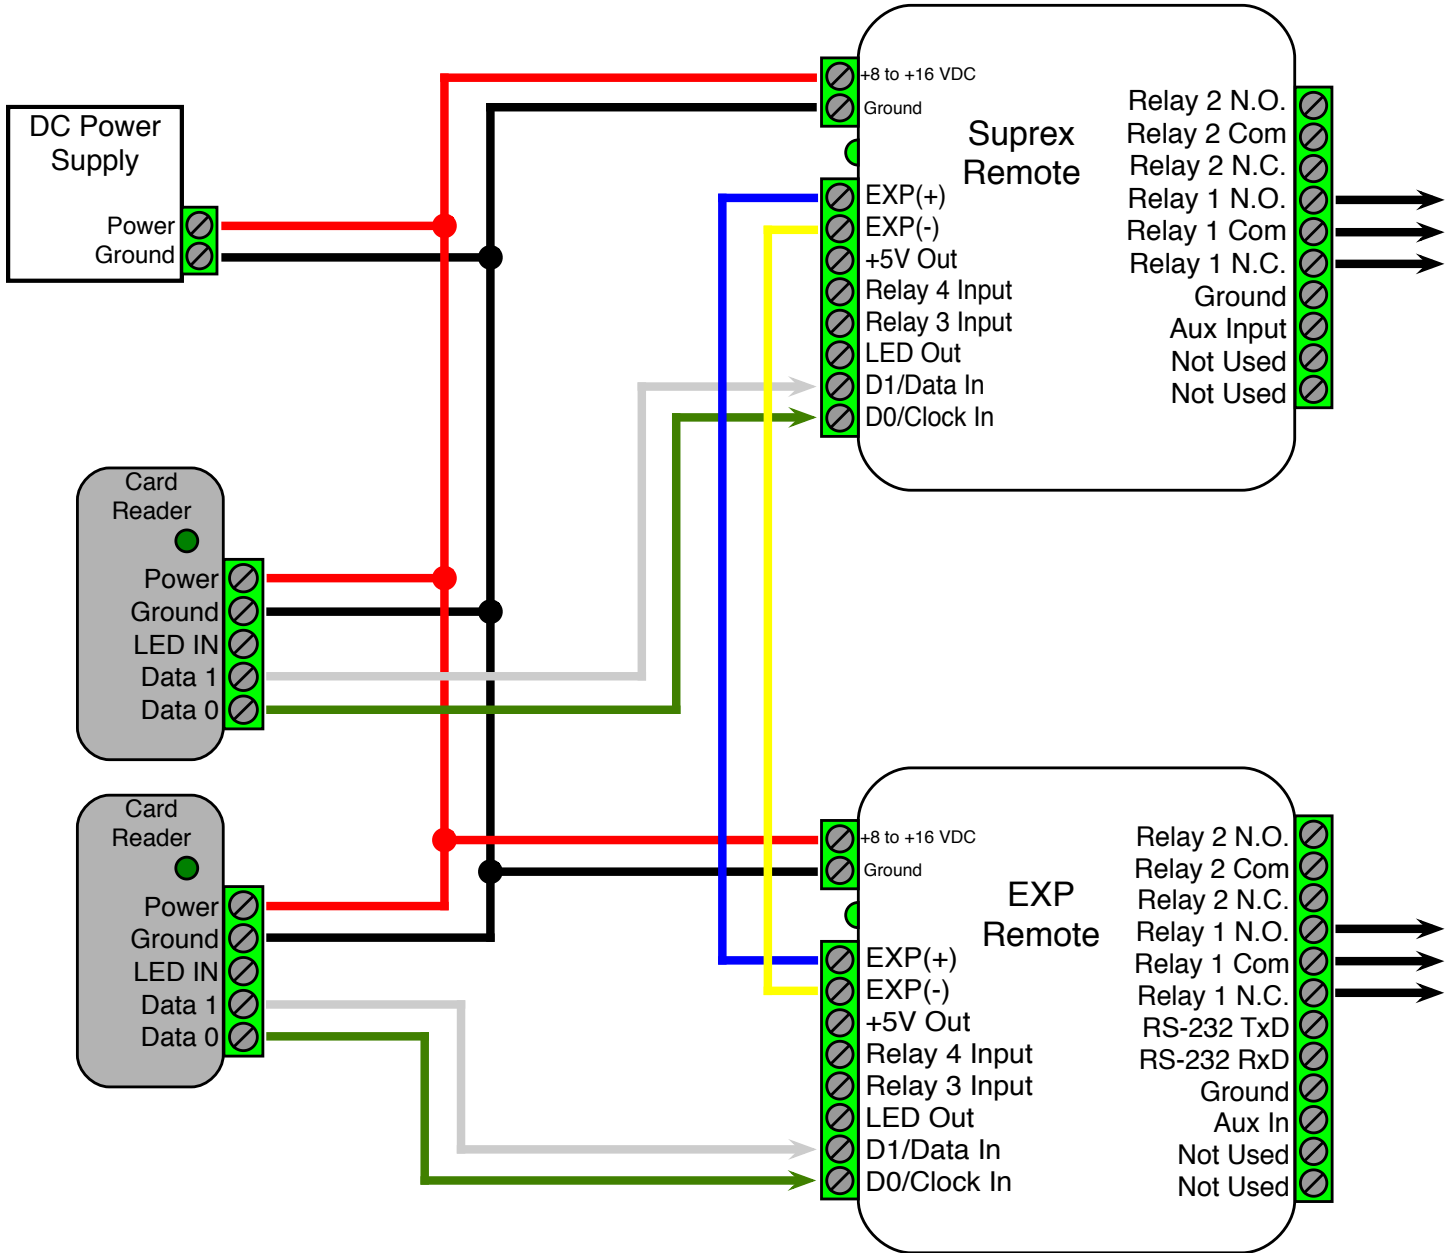 DC Power
Supply
Power
Ground
+8 to +16 VDC
Ground
Suprex
Remote
EXP(+)
EXP(-)
+5V Out
Relay 4 Input
Relay 3 Input
LED Out
D1/Data In
D0/Clock In
Relay 2 N.O.
Relay 2 Com
Relay 2 N.C.
Relay 1 N.O.
Relay 1 Com
Relay 1 N.C.
Ground
Aux Input
Not Used
Not Used
Card
Reader
Power
Ground
LED IN
Data 1
Data 0
Card
Reader
Power
Ground
LED IN
Data 1
Data 0
+8 to +16 VDC
Ground
EXP
Remote
EXP(+)
EXP(-)
+5V Out
Relay 4 Input
Relay 3 Input
LED Out
D1/Data In
D0/Clock In
Relay 2 N.O.
Relay 2 Com
Relay 2 N.C.
Relay 1 N.O.
Relay 1 Com
Relay 1 N.C.
RS-232 TxD
RS-232 RxD
Ground
Aux In
Not Used
Not Used